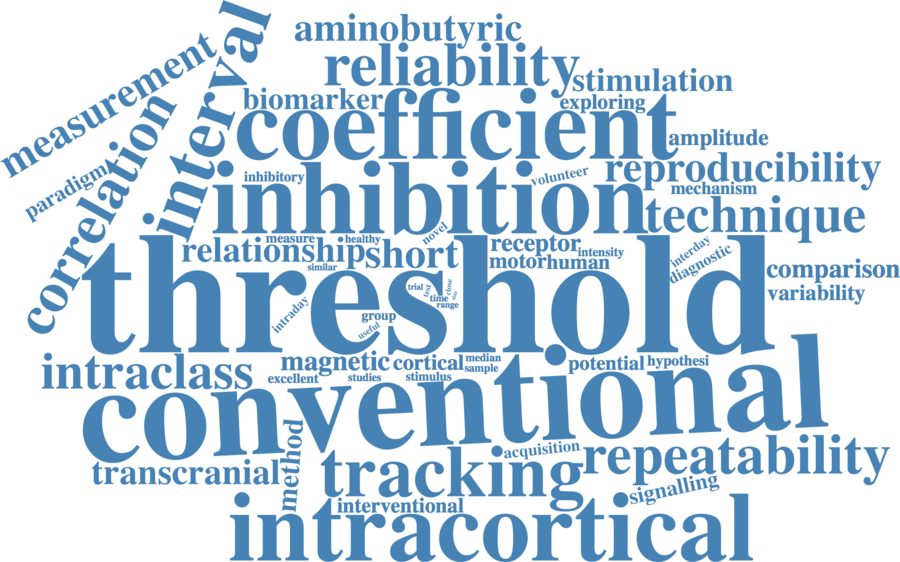 aminobutyric
measurement
interval
reliability
stimulation
biomarker
exploring
coefficient
correlation
amplitude
paradigm
inhibitory
volunteer
reproducibility
mechanism
inhibition
technique
relationship
measure
healthy
novel
short
receptor
intensity
interday
diagnostic
motor
human
similar
comparison
variability
threshold
trial
test
time
clone
size
range
intraday
group
useful
intraclass
magnetic
cortical
median
sample
potential
hypothesi
excellent
studies
stimulus
conventional
method
acquisition
transcranial
tracking
repeatability
signalling
interventional
intracortical